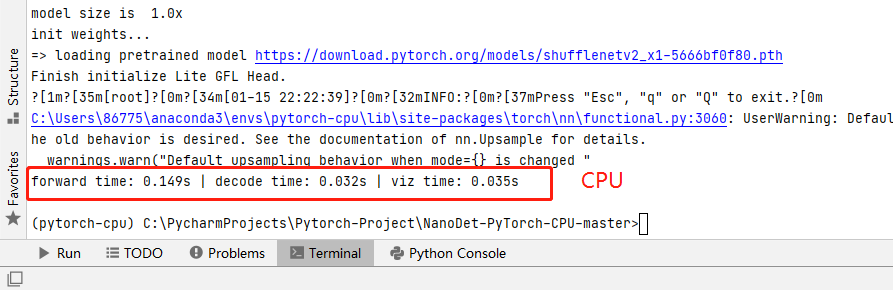 model size is  1.0x
init weights...
=> loading pretrained model https://download.pytorch.org/models/shufflenetv2_x1-5666bf0f80.pth
Finish initialize Lite GFL Head.
?[1m?[35m[root]?[0m?[34m[01-15 22:22:39]?[0m?[32mINFO:?[0m?[37mPress "Esc", "q" or "Q" to exit.?[0m
C:\Users\86775\anaconda3\envs\pytorch-cpu\lib\site-packages\torch\nn\functional.py:3060: UserWarning: Defau
he old behavior is desired. See the documentation of nn.Upsample for details.
  warnings.warn("Default upsampling behavior when mode={} is changed "
forward time: 0.149s | decode time: 0.032s | viz time: 0.035s
CPU
(pytorch-cpu) C:\PycharmProjects\Pytorch-Project\NanoDet-PyTorch-CPU-master>
Structure
Favorites
Run
TODO
Problems
Terminal
Python Console